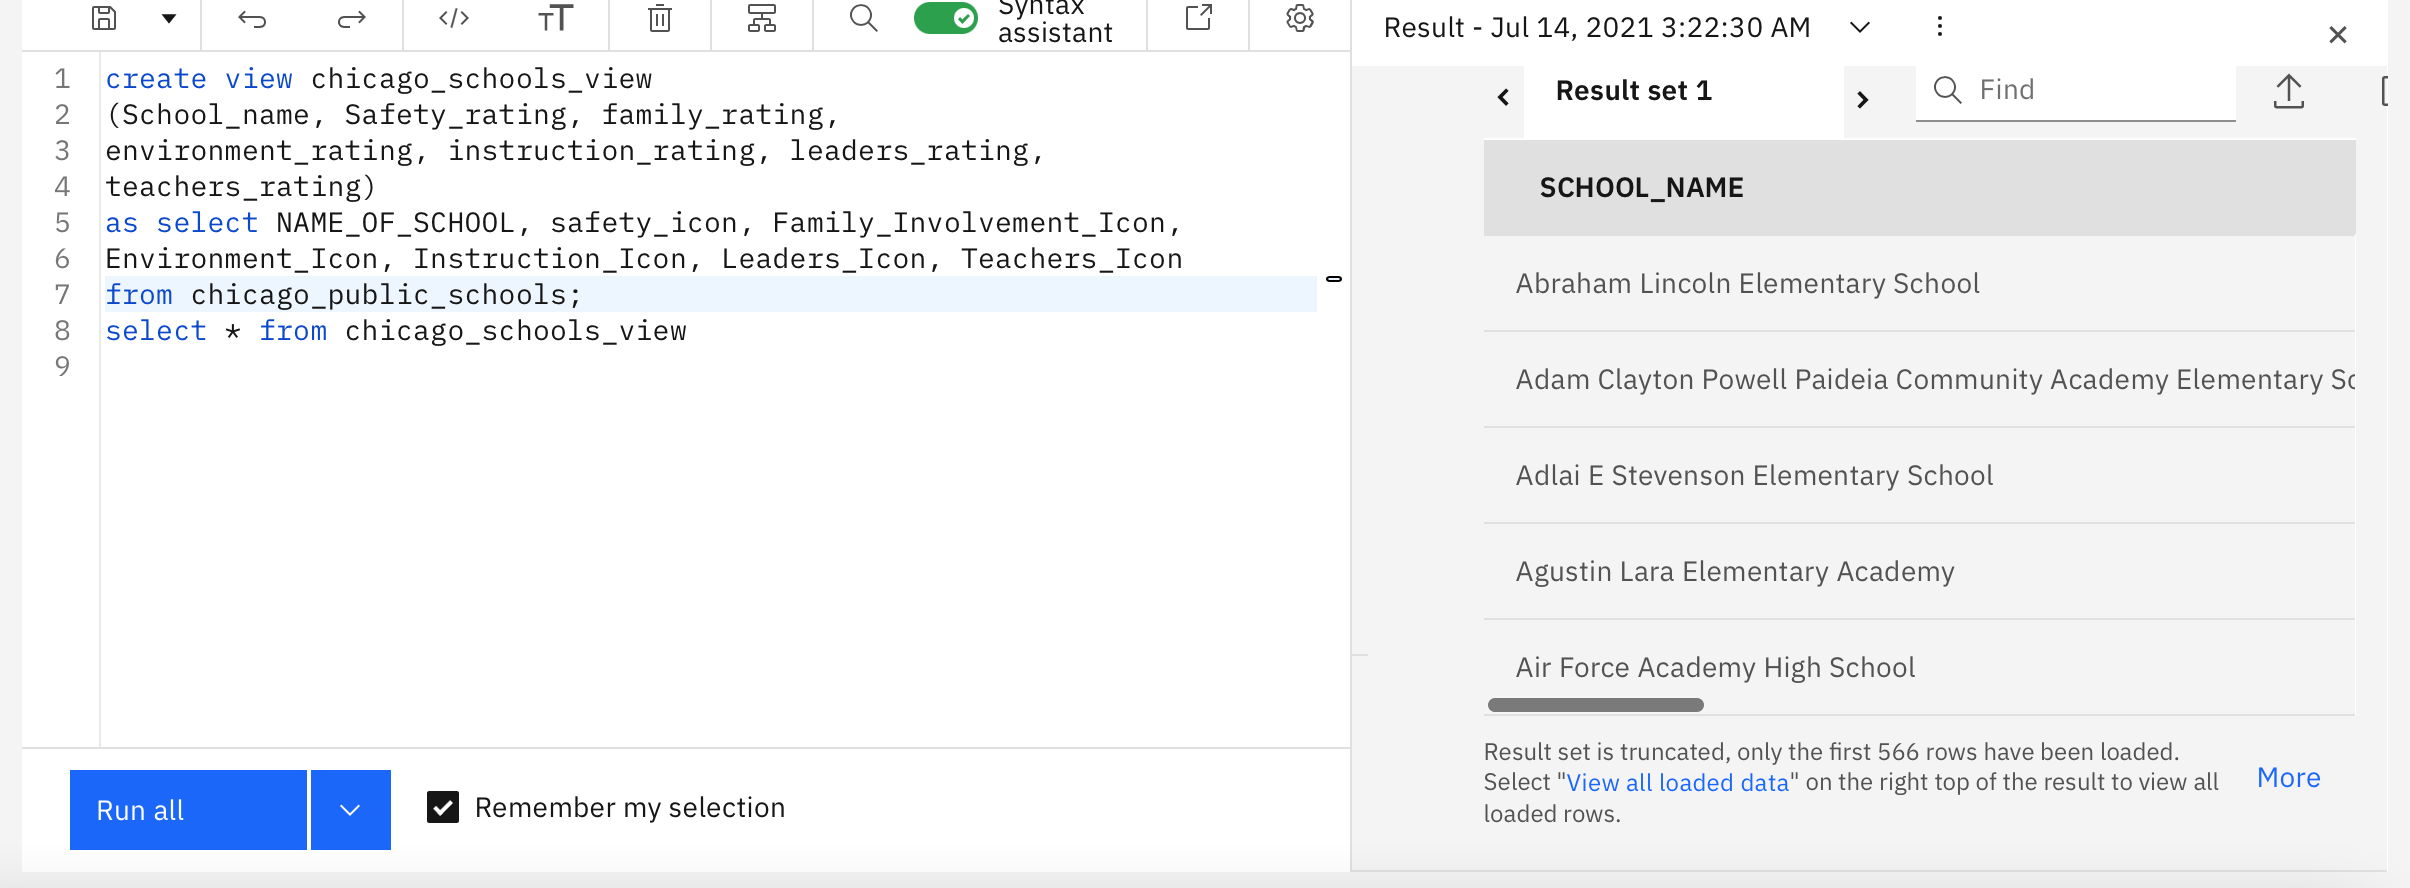 Syntax
assistant
1 create view chicago_schools_view
2 (School_name, Safety_rating, family_rating,
3 environment_rating, instruction_rating, leaders_rating,
4 teachers_rating)
5 as select NAME_OF_SCHOOL, safety_icon, Family_Involvement_Icon,
6 Environment_Icon, Instruction_Icon, Leaders_Icon, Teachers_Icon
7 from chicago_public_schools;
8 select * from chicago_schools_view
9
Run all
Remember my selection
Result - Jul 14, 2021 3:22:30 AM
Result set 1
Find
SCHOOL_NAME
Abraham Lincoln Elementary School
Adam Clayton Powell Paideia Community Academy Elementary Sc
Adlai E Stevenson Elementary School
Agustin Lara Elementary Academy
Air Force Academy High School
Result set is truncated, only the first 566 rows have been loaded.
Select "View all loaded data" on the right top of the result to view all
loaded rows.
More